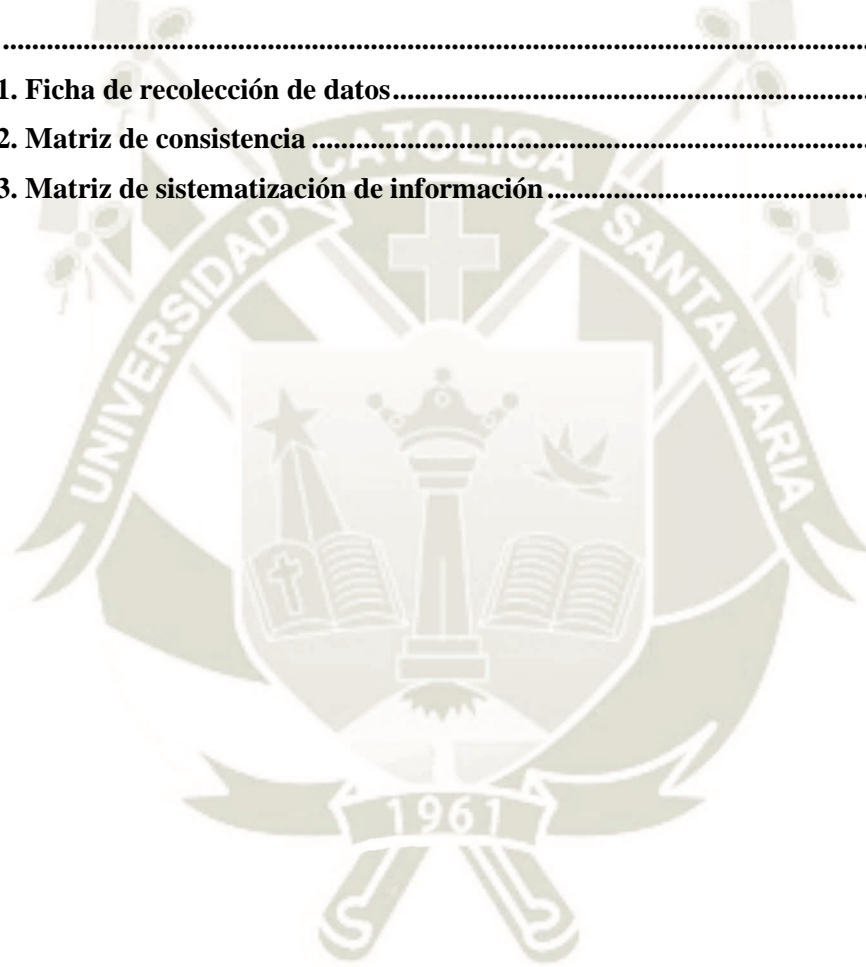 ................................................................................................................................
1. Ficha de recolección de datos................................................................................
2. Matriz de consistencia..............................................................................................
3. Matriz de sistematización de información......................................................
UNIVERSIDAD CATOLICA SANTA MARIA
1961